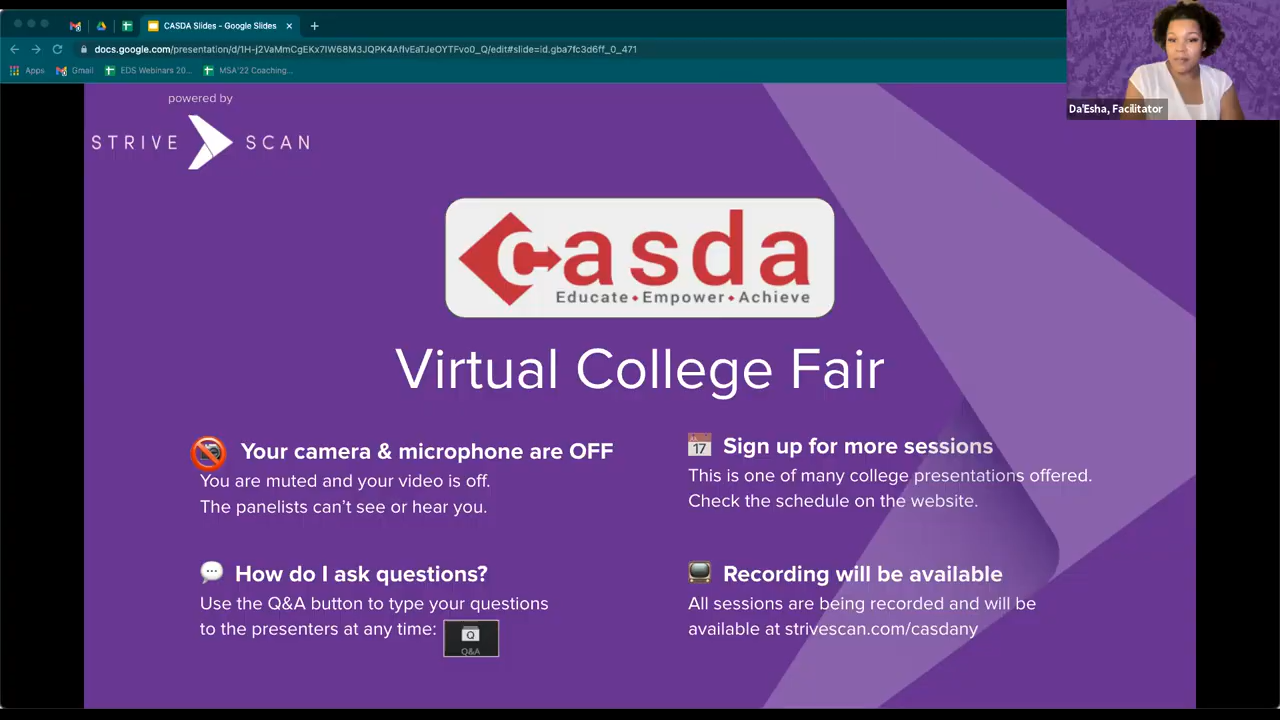 CASDA Slides - Google Slides
docs.google.com/presentation/d/1H-j2VaMmCgEKx7IW68M3JQPK4AflvEaTJeOYTFvo0_Q/edit#slide=id.gba7fc3d6ff_0_471
Apps Gmail EDS Webinars 20... MSA'22 Coaching...
Da'Esha, Facilitator
powered by
STRIVE SCAN
casda
Educate Empower Achieve
Virtual College Fair
Your camera & microphone are OFF
You are muted and your video is off.
The panelists can't see or hear you.
JUL 17 Sign up for more sessions
This is one of many college presentations offered.
Check the schedule on the website.
How do I ask questions?
Use the Q&A button to type your questions
to the presenters at any time:
Q
Q&A
Recording will be available
All sessions are being recorded and will be
available at strivescan.com/casdany